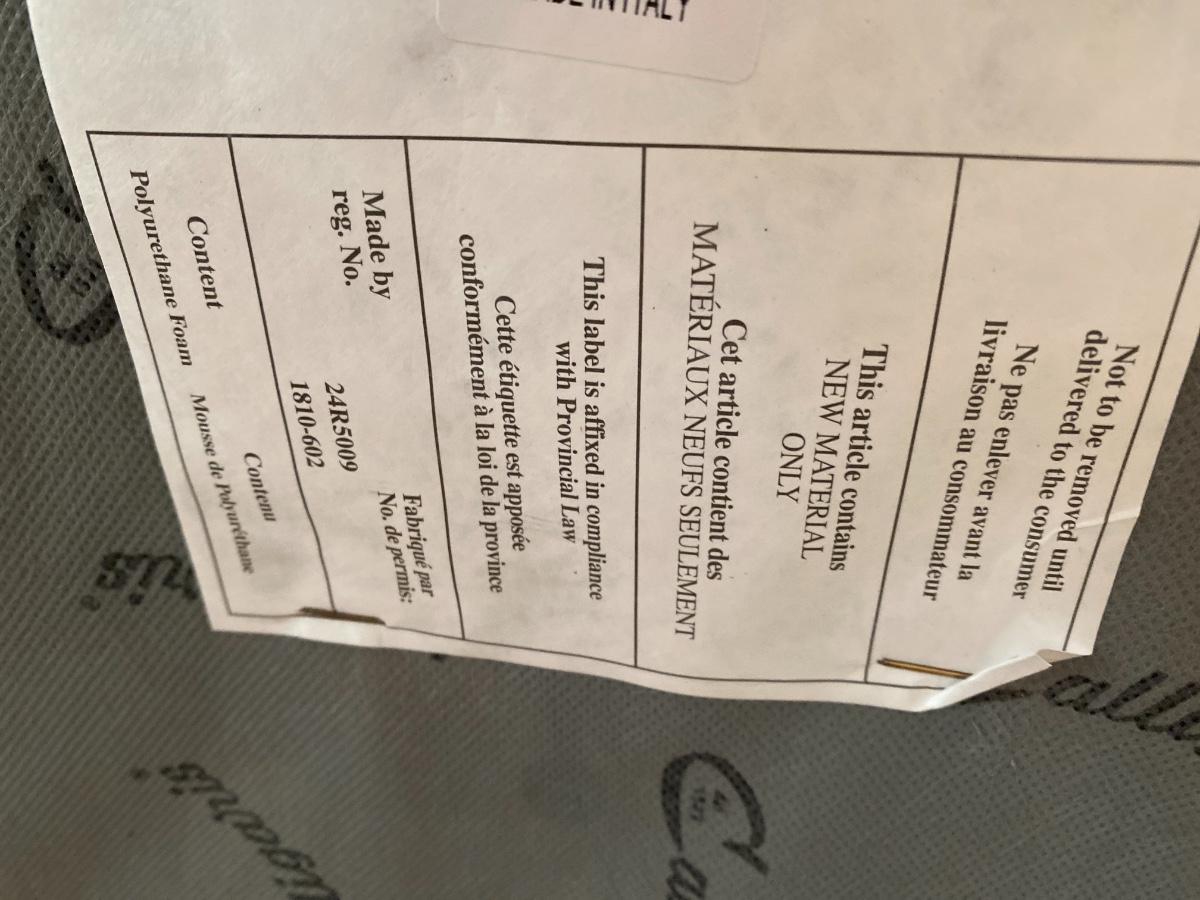 IN ITALY
Not to be removed until
delivered to the consumer
Ne pas enlever avant la
livraison au consommateur
This article contains
NEW MATERIAL
ONLY
Cet article contient des
MATÉRIAUX NEUFS SEULEMENT
This label is affixed in compliance
with Provincial Law
Cette étiquette est apposée
conformément à la loi de la province
Made by
reg. No.
Fabriqué par
No. de permis:
24R5009
1810-602
Content
Contenu
Polyurethane Foam
Mousse de Polyuréthane